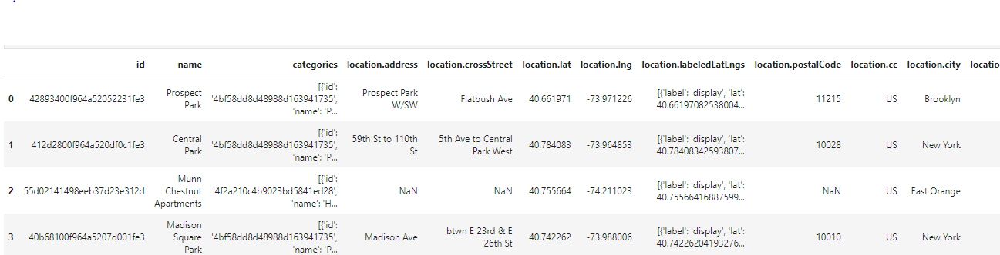 id name categories location.address location.crossStreet location.lat location.lng location.labeledLatLngs location.postalCode location.cc location.city locatio
0 42893400f964a52052231fe3 Prospect Park [{'id': '4bf58dd8d48988d163941735', 'name': 'P... Prospect Park W/SW Flatbush Ave 40.661971 -73.971226 [{'label': 'display', 'lat': 40.66197082538004... 11215 US Brooklyn
1 412d2800f964a520df0c1fe3 Central Park [{'id': '4bf58dd8d48988d163941735', 'name': 'P... 59th St to 110th St 5th Ave to Central Park West 40.784083 -73.964853 [{'label': 'display', 'lat': 40.78408342593807... 10028 US New York
2 55d02141498eeb37d23e312d Munn Chestnut Apartments [{'id': '4f2a210c4b9023bd5841ed28', 'name': 'H... NaN NaN 40.755664 -74.211023 [{'label': 'display', 'lat': 40.75566416887599... NaN US East Orange
3 40b68100f964a5207d001fe3 Madison Square Park [{'id': '4bf58dd8d48988d163941735', 'name': 'P... Madison Ave btwn E 23rd & E 26th St 40.742262 -73.988006 [{'label': 'display', 'lat': 40.74226204193276... 10010 US New York